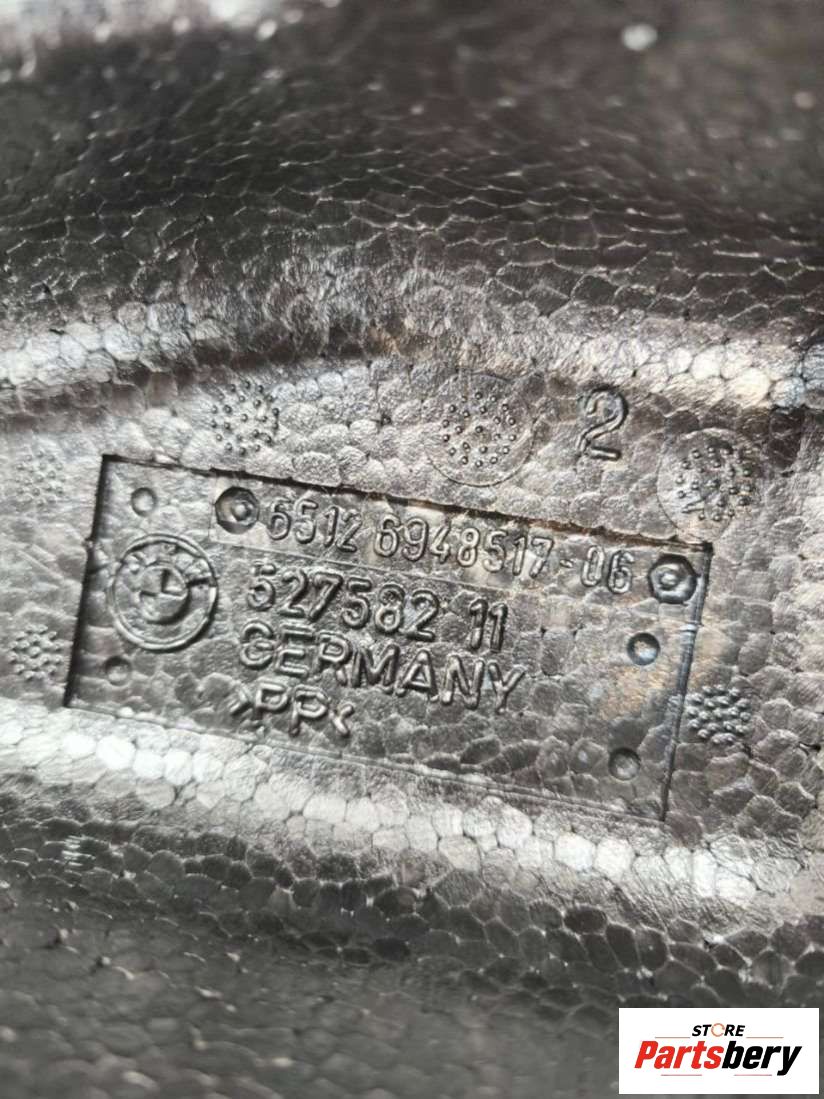 2
6512 6948517-06
527582 11
GERMANY
>PP<
STORE
Partsbery